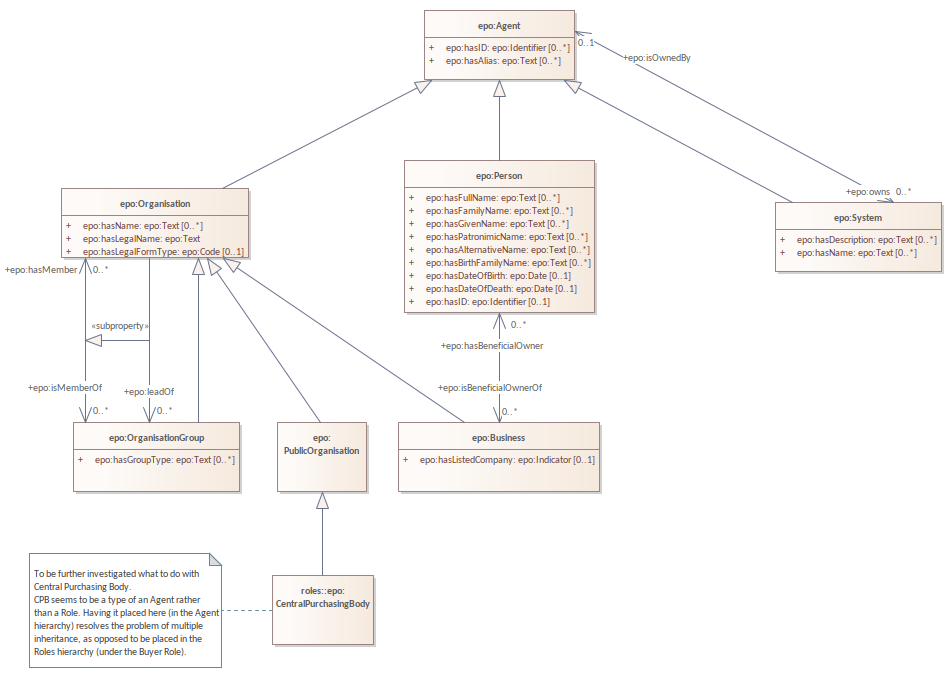 epo:Agent
+ epo:hasID: epo:Identifier [0..*]
+ epo:hasAlias: epo:Text [0..*]
0..1
+epo:isOwnedBy
+epo:owns 0..*
epo:Organisation
+ epo:hasName: epo:Text [0..*]
+ epo:hasLegalName: epo:Text
+ epo:hasLegalFormType: epo:Code [0..1]
epo:Person
+ epo:hasFullName: epo:Text [0..*]
+ epo:hasFamilyName: epo:Text [0..*]
+ epo:hasGivenName: epo:Text [0..*]
+ epo:hasPatronimicName: epo:Text [0..*]
+ epo:hasAlternativeName: epo:Text [0..*]
+ epo:hasBirthFamilyName: epo:Text [0..*]
+ epo:hasDateOfBirth: epo:Date [0..1]
+ epo:hasDateOfDeath: epo:Date [0..1]
+ epo:hasID: epo:Identifier [0..1]
epo:System
+ epo:hasDescription: epo:Text [0..*]
+ epo:hasName: epo:Text [0..*]
+epo:hasMember 0..*
«subproperty»
+epo:isMemberOf
+epo:leadOf
0..*
0..*
0..*
+epo:hasBeneficialOwner
+epo:isBeneficialOwnerOf
0..*
epo:OrganisationGroup
+ epo:hasGroupType: epo:Text [0..*]
epo:
PublicOrganisation
epo:Business
+ epo:hasListedCompany: epo:Indicator [0..1]
roles::epo:
CentralPurchasingBody
To be further investigated what to do with
Central Purchasing Body.
CPB seems to be a type of an Agent rather
than a Role. Having it placed here (in the Agent
hierarchy) resolves the problem of multiple
inheritance, as opposed to be placed in the
Roles hierarchy (under the Buyer Role).